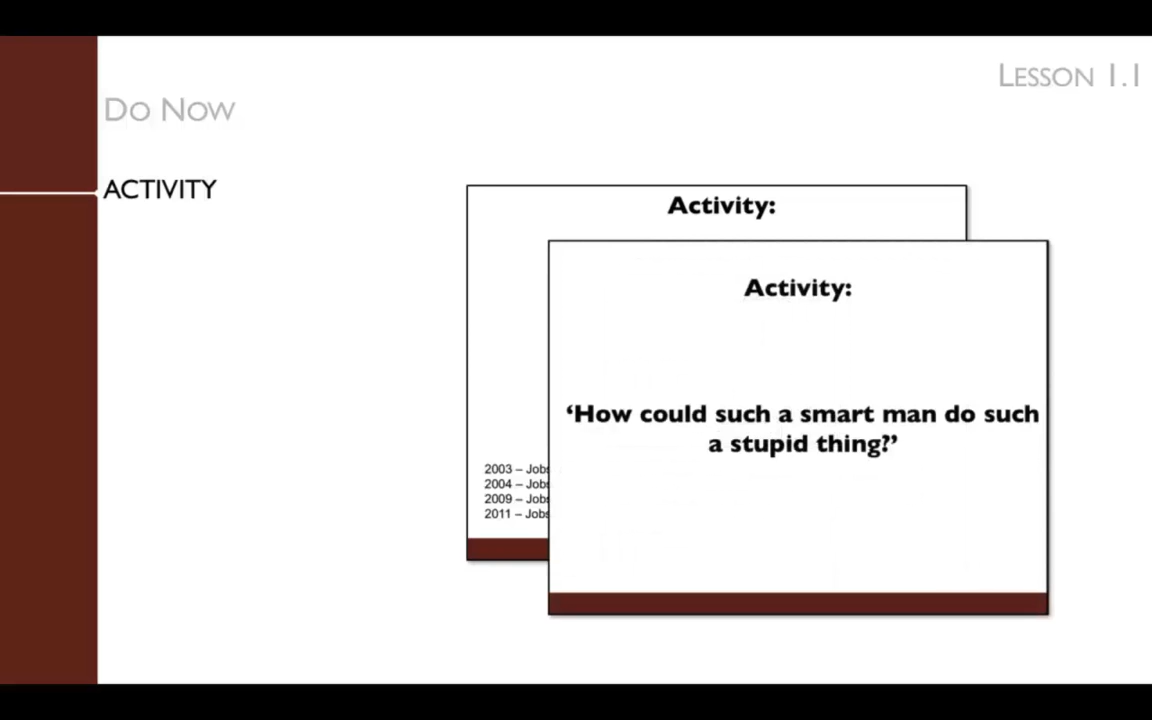 LESSON 1.1
DO NOW
ACTIVITY
Activity:
2003 – Jobs
2004 – Jobs
2009 – Jobs
2011 – Jobs
Activity:
‘How could such a smart man do such
a stupid thing?’